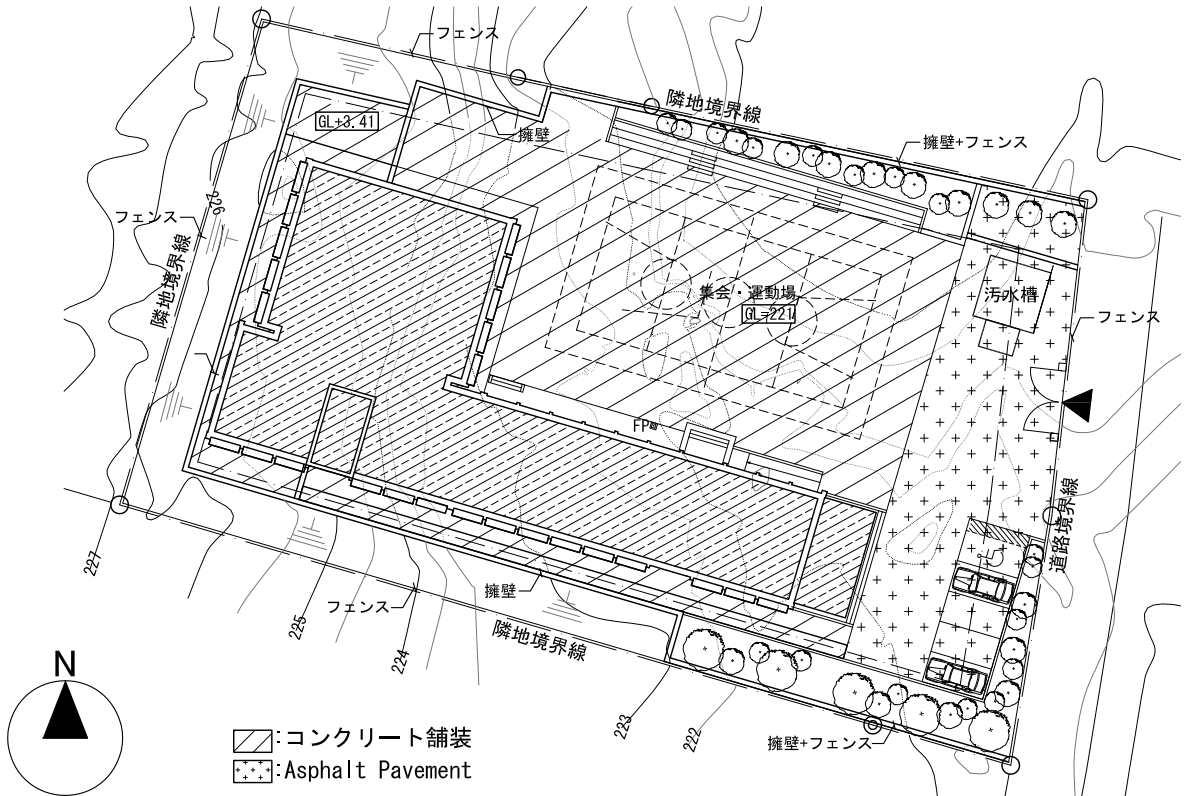 フェンス
隣地境界線
GL+3.41
擁壁
擁壁+フェンス
226
フェンス
隣地境界線
集会・運動場
GL=221
汚水槽
フェンス
FP
道路境界線
227
225
フェンス
224
擁壁
隣地境界線
223
222
擁壁+フェンス
N
:コンクリート舗装
:Asphalt Pavement